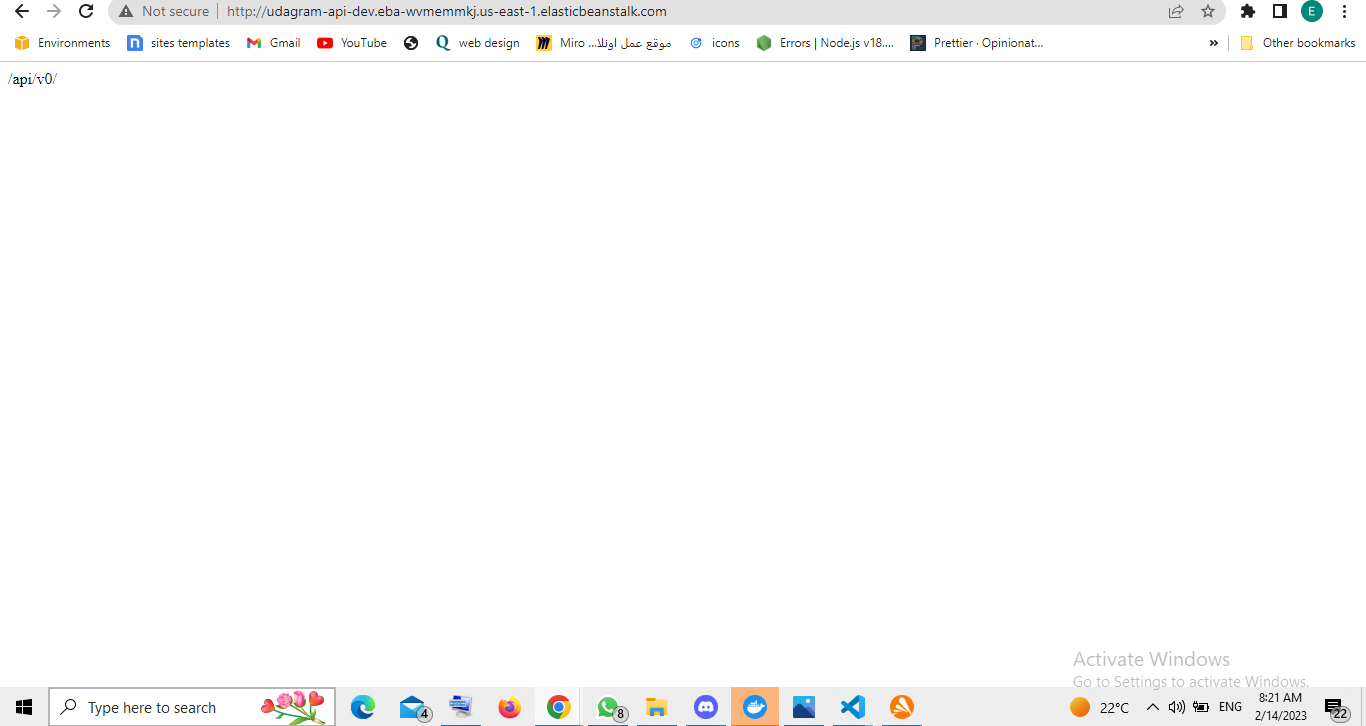 Not secure | http://udagram-api-dev.eba-wvmemmkj.us-east-1.elasticbeanstalk.com
E
Environments n sites templates Gmail YouTube Q web design Miro ...موقع عمل اونلا icons Errors | Node.js v18.... Prettier · Opinionat... » Other bookmarks
/api/v0/
Activate Windows
Go to Settings to activate Windows.
Type here to search 4 8 22°C ENG 8:21 AM
2/14/2023 22